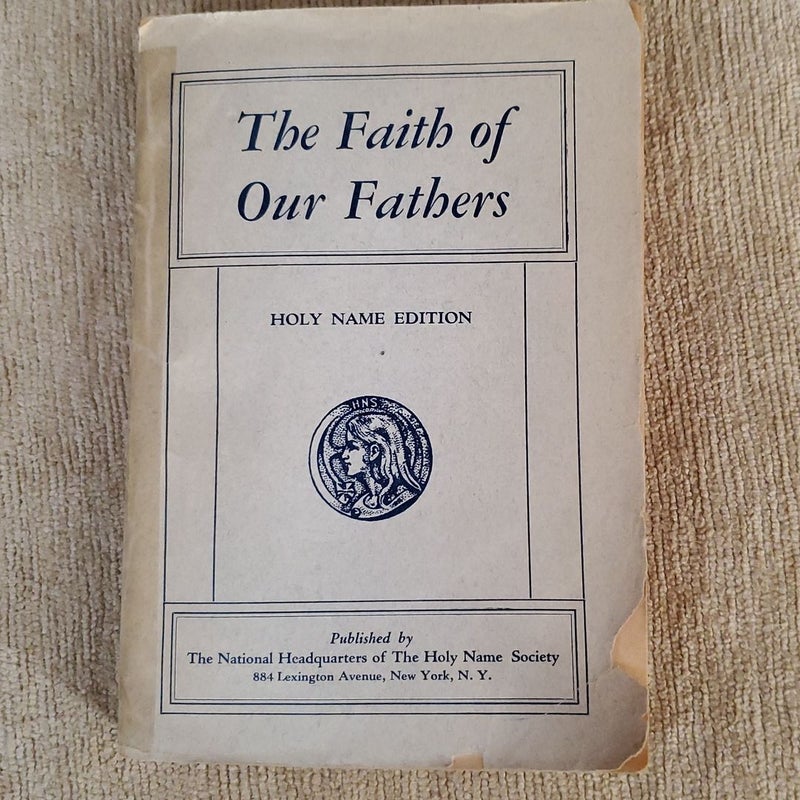 The Faith of
Our Fathers
HOLY NAME EDITION
HNS
Published by
The National Headquarters of The Holy Name Society
884 Lexington Avenue, New York, N. Y.